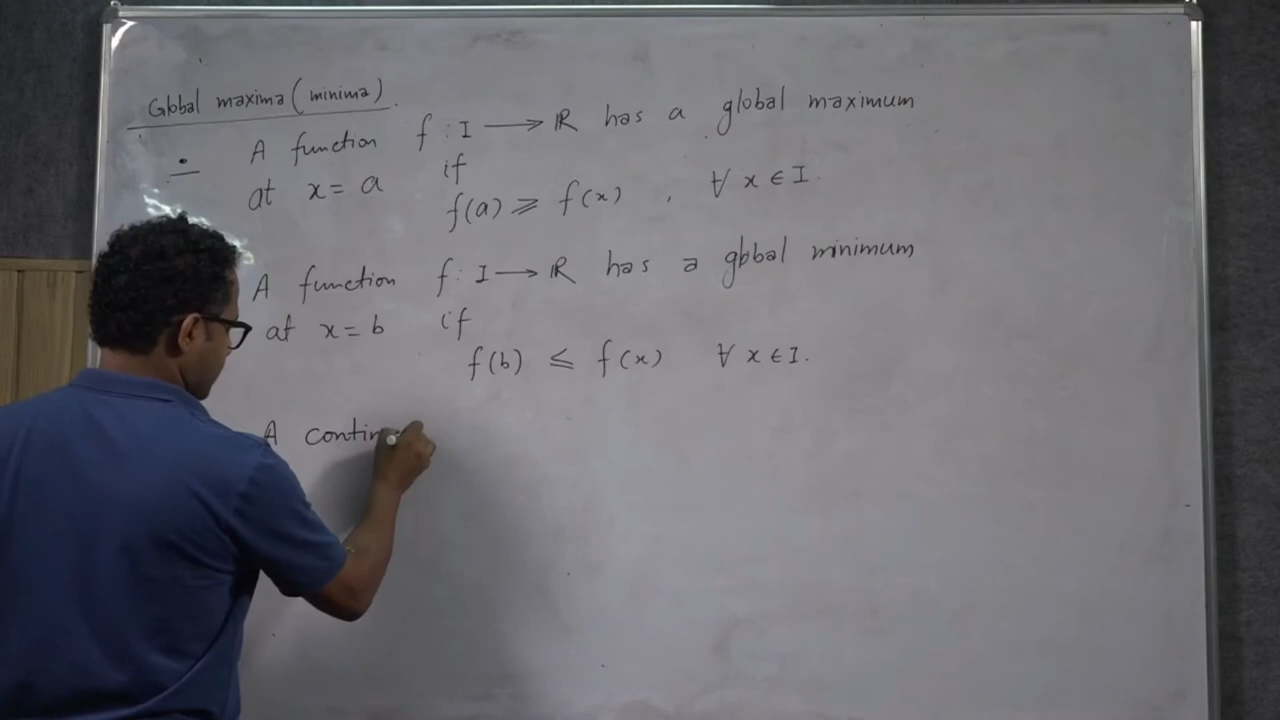 Global maxima (minima).
∴ A function f : I ⟶ ℝ has a global maximum
at x = a if
f(a) ⩾ f(x) , ∀ x ∈ I.
A function f : I ⟶ ℝ has a global minimum
at x = b if
f(b) ≤ f(x) ∀ x ∈ I.
A contin